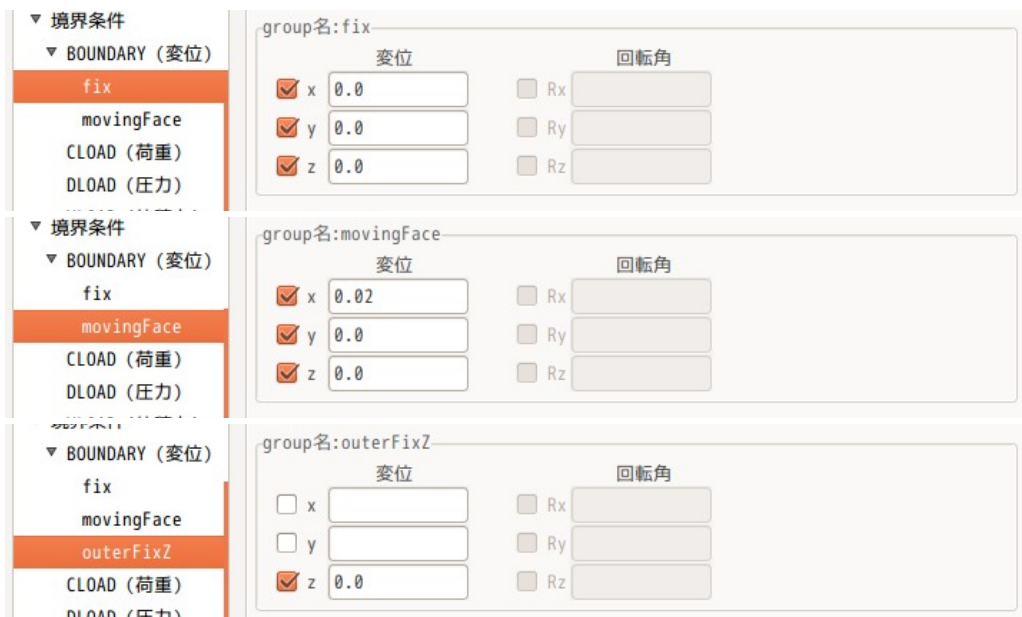 ▼ 境界条件
▼ BOUNDARY (変位)
fix
movingFace
CLOAD (荷重)
DLOAD (圧力)
group名:fix
変位 回転角
x 0.0 Rx
y 0.0 Ry
z 0.0 Rz
▼ 境界条件
▼ BOUNDARY (変位)
fix
movingFace
CLOAD (荷重)
DLOAD (圧力)
group名:movingFace
変位 回転角
x 0.02 Rx
y 0.0 Ry
z 0.0 Rz
▼ BOUNDARY (変位)
fix
movingFace
outerFixZ
CLOAD (荷重)
DLOAD (圧力)
group名:outerFixZ
変位 回転角
x Rx
y Ry
z 0.0 Rz